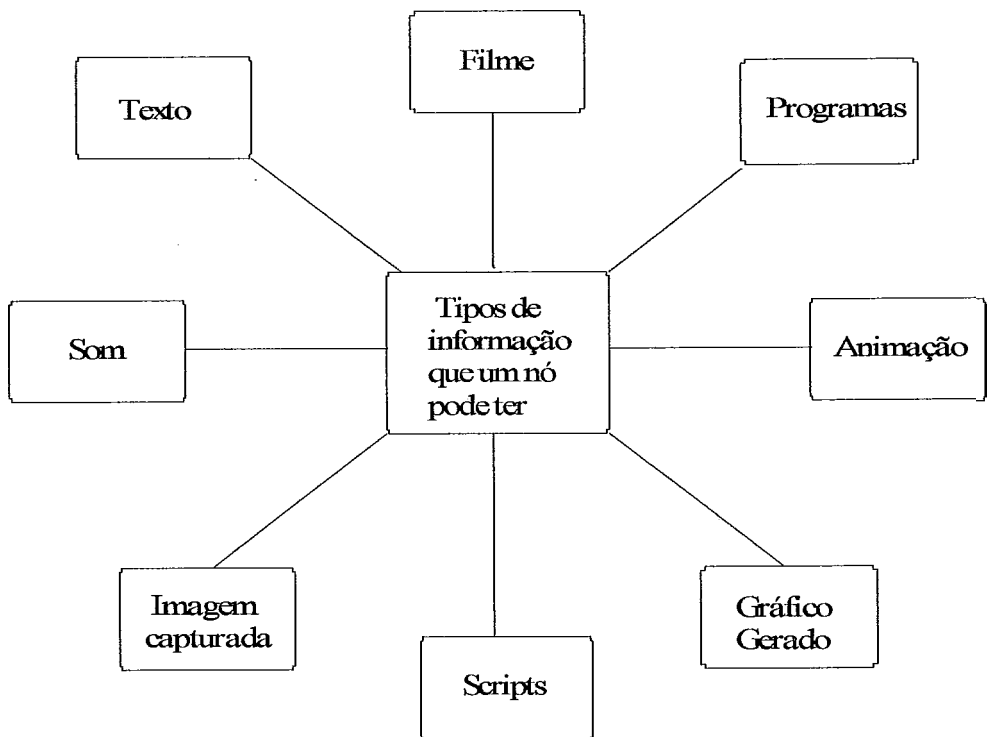 Filme
Texto
Programas
Tipos de
informação
que um nó
pode ter
Som
Animação
Imagem
capturada
Gráfico
Gerado
Scripts